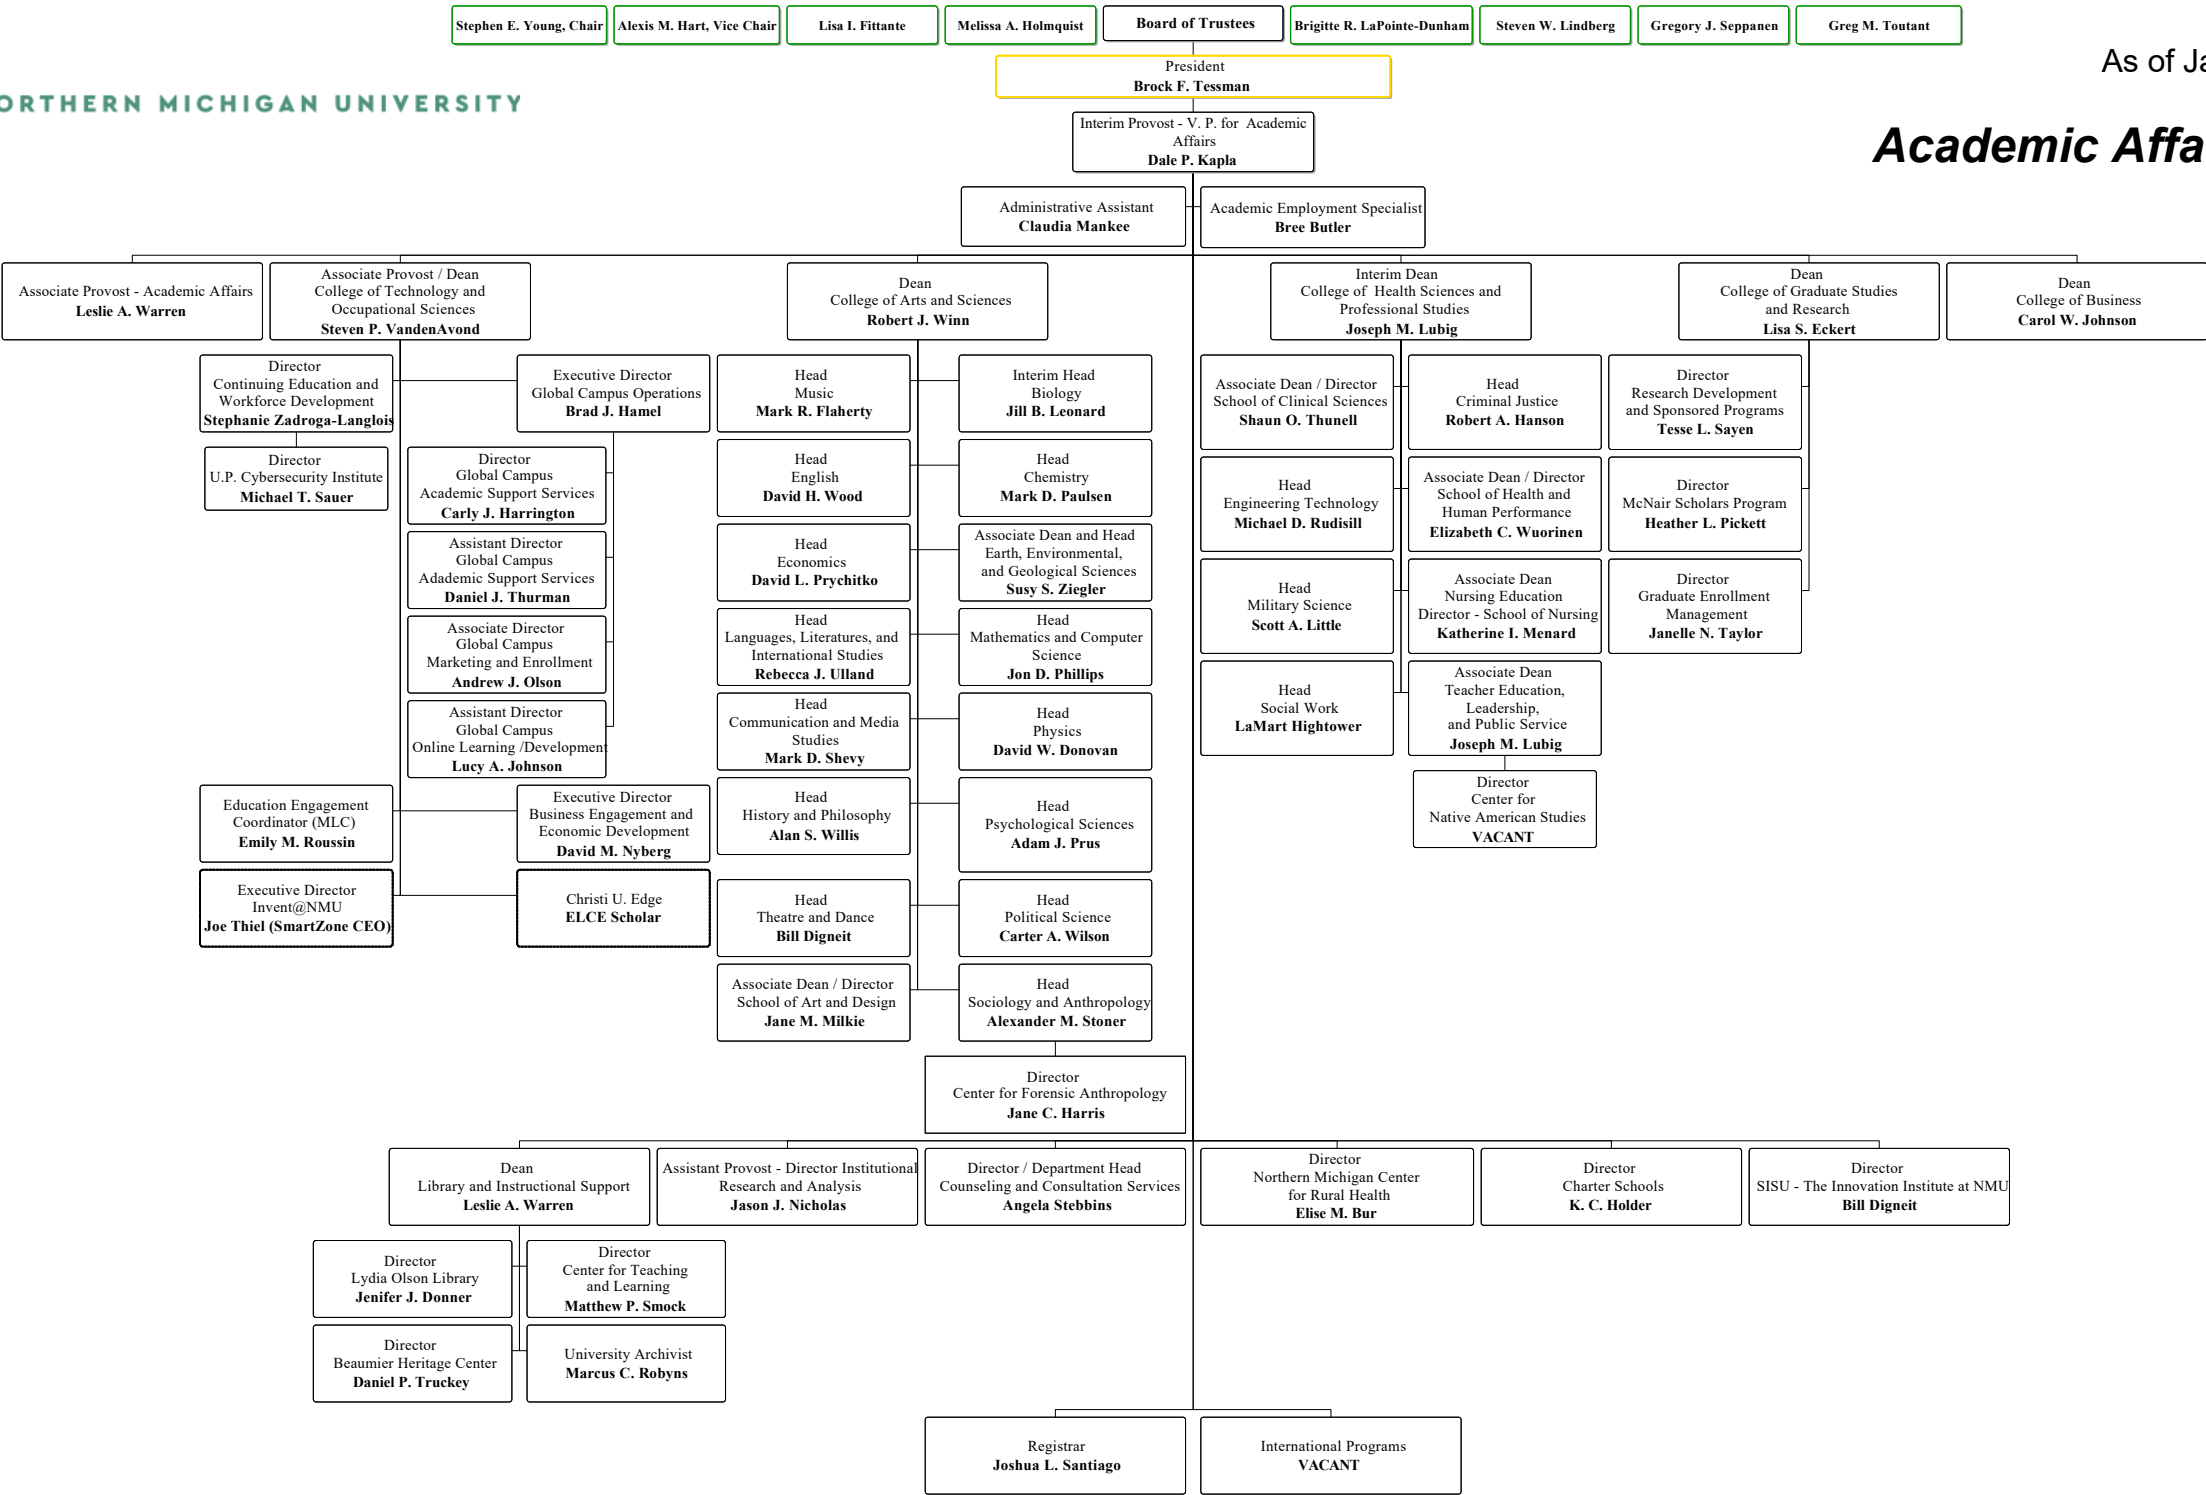 Stephen E. Young, Chair
Alexis M. Hart, Vice Chair
Lisa I. Fittante
Melissa A. Holmquist
Board of Trustees
Brigitte R. LaPointe-Dunham
Steven W. Lindberg
Gregory J. Seppanen
Greg M. Toutant
As of Ja
President
Brock F. Tessman
ORTHERN MICHIGAN UNIVERSITY
Interim Provost - V. P. for Academic
Affairs
Dale P. Kapla
Academic Affa
Administrative Assistant
Claudia Mankee
Academic Employment Specialist
Bree Butler
Associate Provost - Academic Affairs
Leslie A. Warren
Associate Provost / Dean
College of Technology and
Occupational Sciences
Steven P. VandenAvond
Dean
College of Arts and Sciences
Robert J. Winn
Interim Dean
College of Health Sciences and
Professional Studies
Joseph M. Lubig
Dean
College of Graduate Studies
and Research
Lisa S. Eckert
Dean
College of Business
Carol W. Johnson
Director
Continuing Education and
Workforce Development
Stephanie Zadroga-Langlois
Executive Director
Global Campus Operations
Brad J. Hamel
Director
U.P. Cybersecurity Institute
Michael T. Sauer
Director
Global Campus
Academic Support Services
Carly J. Harrington
Assistant Director
Global Campus
Adademic Support Services
Daniel J. Thurman
Associate Director
Global Campus
Marketing and Enrollment
Andrew J. Olson
Assistant Director
Global Campus
Online Learning /Development
Lucy A. Johnson
Education Engagement
Coordinator (MLC)
Emily M. Roussin
Executive Director
Business Engagement and
Economic Development
David M. Nyberg
Executive Director
Invent@NMU
Joe Thiel (SmartZone CEO)
Christi U. Edge
ELCE Scholar
Head
Music
Mark R. Flaherty
Interim Head
Biology
Jill B. Leonard
Head
English
David H. Wood
Head
Chemistry
Mark D. Paulsen
Head
Economics
David L. Prychitko
Associate Dean and Head
Earth, Environmental,
and Geological Sciences
Susy S. Ziegler
Head
Languages, Literatures, and
International Studies
Rebecca J. Ulland
Head
Mathematics and Computer
Science
Jon D. Phillips
Head
Communication and Media
Studies
Mark D. Shevy
Head
Physics
David W. Donovan
Head
History and Philosophy
Alan S. Willis
Head
Psychological Sciences
Adam J. Prus
Head
Theatre and Dance
Bill Digneit
Head
Political Science
Carter A. Wilson
Associate Dean / Director
School of Art and Design
Jane M. Milkie
Head
Sociology and Anthropology
Alexander M. Stoner
Director
Center for Forensic Anthropology
Jane C. Harris
Associate Dean / Director
School of Clinical Sciences
Shaun O. Thunell
Head
Criminal Justice
Robert A. Hanson
Head
Engineering Technology
Michael D. Rudisill
Associate Dean / Director
School of Health and
Human Performance
Elizabeth C. Wuorinen
Head
Military Science
Scott A. Little
Associate Dean
Nursing Education
Director - School of Nursing
Katherine I. Menard
Head
Social Work
LaMart Hightower
Associate Dean
Teacher Education,
Leadership,
and Public Service
Joseph M. Lubig
Director
Center for
Native American Studies
VACANT
Director
Research Development
and Sponsored Programs
Tesse L. Sayen
Director
McNair Scholars Program
Heather L. Pickett
Director
Graduate Enrollment
Management
Janelle N. Taylor
Dean
Library and Instructional Support
Leslie A. Warren
Assistant Provost - Director Institutional
Research and Analysis
Jason J. Nicholas
Director / Department Head
Counseling and Consultation Services
Angela Stebbins
Director
Northern Michigan Center
for Rural Health
Elise M. Bur
Director
Charter Schools
K. C. Holder
Director
SISU - The Innovation Institute at NMU
Bill Digneit
Director
Lydia Olson Library
Jenifer J. Donner
Director
Center for Teaching
and Learning
Matthew P. Smock
Director
Beaumier Heritage Center
Daniel P. Truckey
University Archivist
Marcus C. Robyns
Registrar
Joshua L. Santiago
International Programs
VACANT